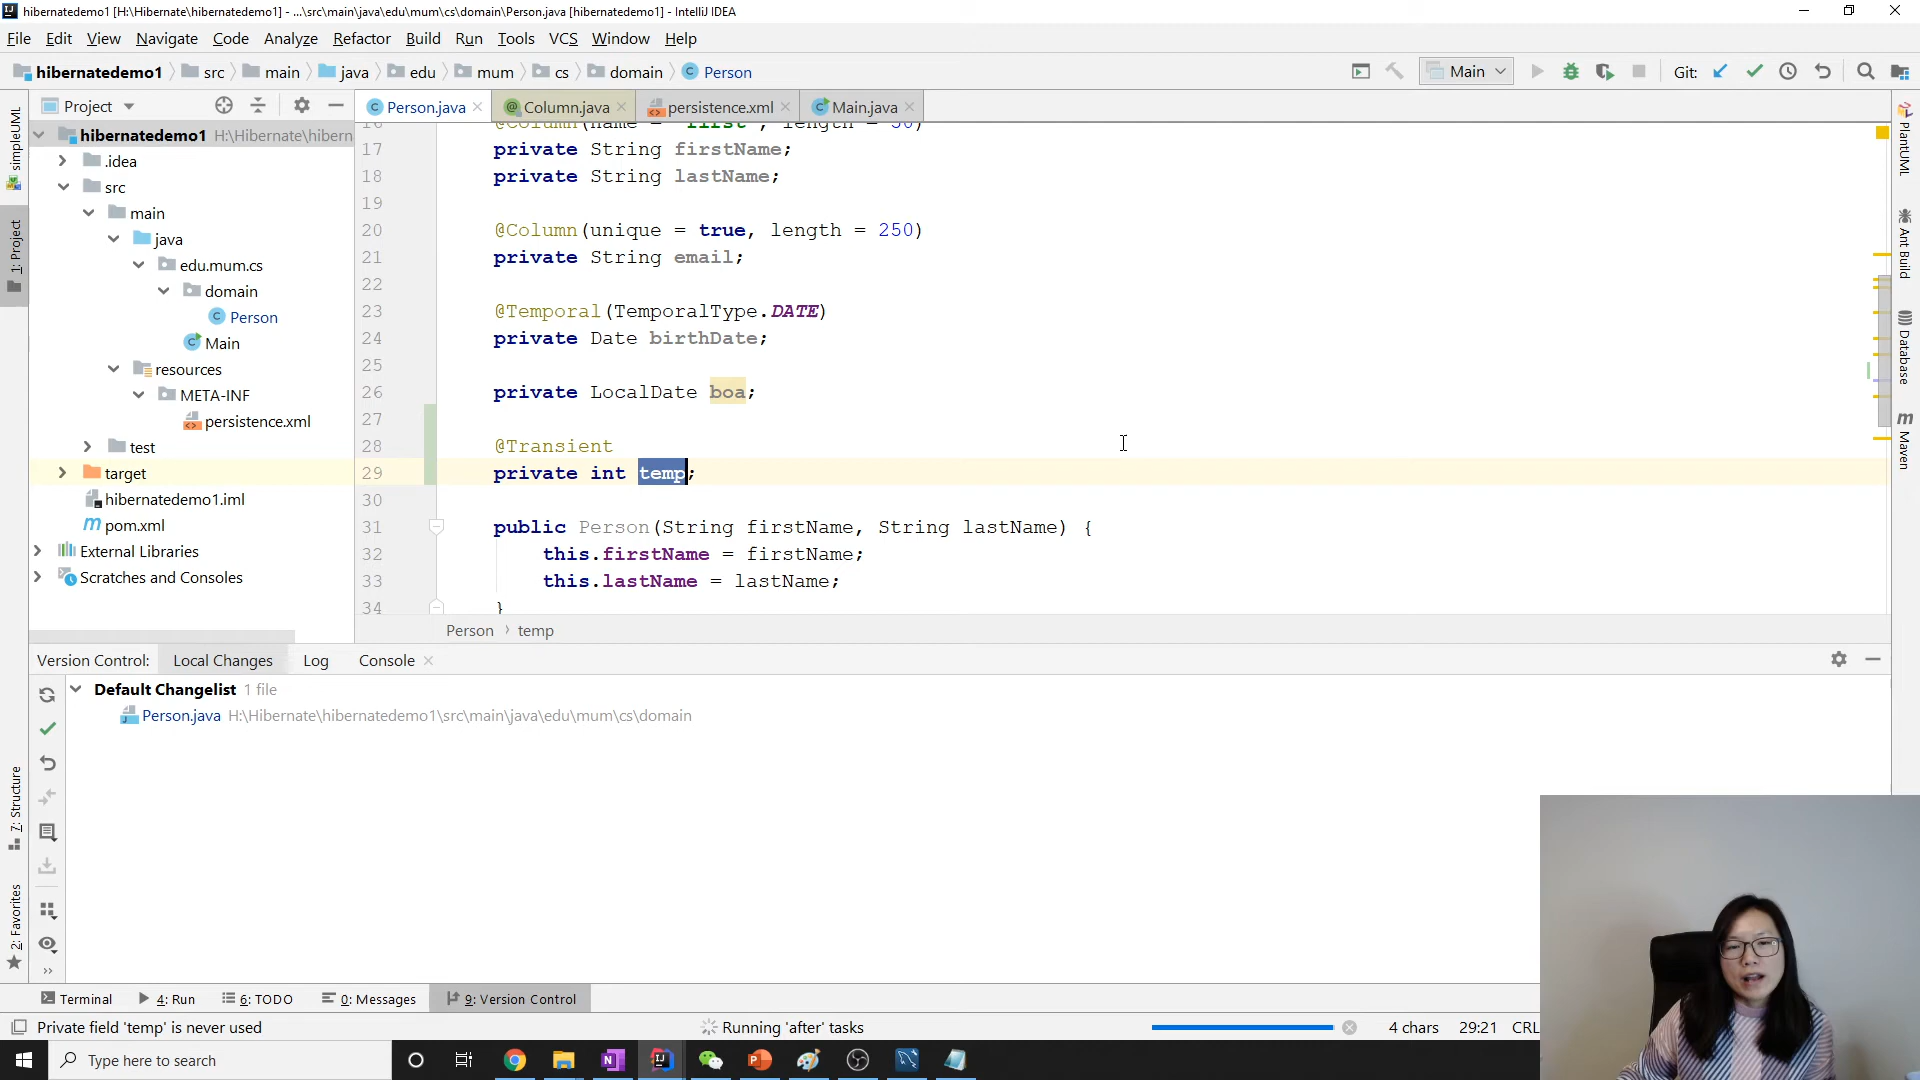 hibernatedemo1 [H:\Hibernate\hibernatedemo1] - ...\src\main\java\edu\mum\cs\domain\Person.java [hibernatedemo1] - IntelliJ IDEA
File Edit View Navigate Code Analyze Refactor Build Run Tools VCS Window Help
hibernatedemo1 src main java edu mum cs domain Person
Main Git:
Project
Person.java Column.java persistence.xml Main.java
simpleUML
1: Project
7: Structure
2: Favorites
hibernatedemo1 H:\Hibernate\hibern
.idea
src
main
java
edu.mum.cs
domain
Person
Main
resources
META-INF
persistence.xml
test
target
hibernatedemo1.iml
pom.xml
External Libraries
Scratches and Consoles
16 @Column(name = "first", length = 50)
17 private String firstName;
18 private String lastName;
19
20 @Column(unique = true, length = 250)
21 private String email;
22
23 @Temporal(TemporalType.DATE)
24 private Date birthDate;
25
26 private LocalDate boa;
27
28 @Transient
29 private int temp;
30
31 public Person(String firstName, String lastName) {
32 this.firstName = firstName;
33 this.lastName = lastName;
34 }
Person › temp
PlantUML
Ant Build
Database
Maven
Version Control: Local Changes Log Console
Default Changelist 1 file
Person.java H:\Hibernate\hibernatedemo1\src\main\java\edu\mum\cs\domain
Terminal 4: Run 6: TODO 0: Messages 9: Version Control
Private field 'temp' is never used Running 'after' tasks 4 chars 29:21 CRL
Type here to search